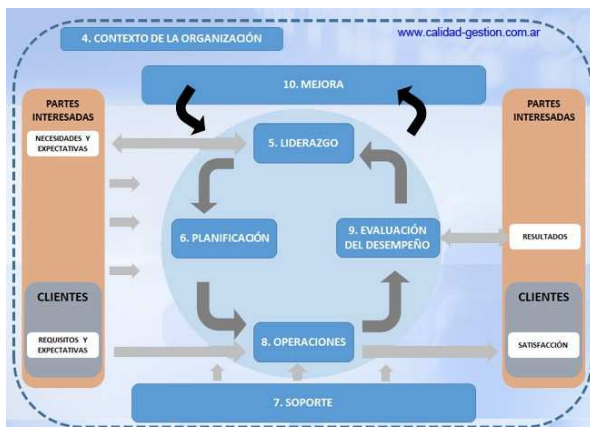 4. CONTEXTO DE LA ORGANIZACIÓN
www.calidad-gestion.com.ar
10. MEJORA
PARTES
INTERESADAS
NECESIDADES Y
EXPECTATIVAS
5. LIDERAZGO
PARTES
INTERESADAS
6. PLANIFICACIÓN
9. EVALUACIÓN
DEL DESEMPEÑO
RESULTADOS
CLIENTES
REQUISITOS Y
EXPECTATIVAS
8. OPERACIONES
CLIENTES
SATISFACCIÓN
7. SOPORTE